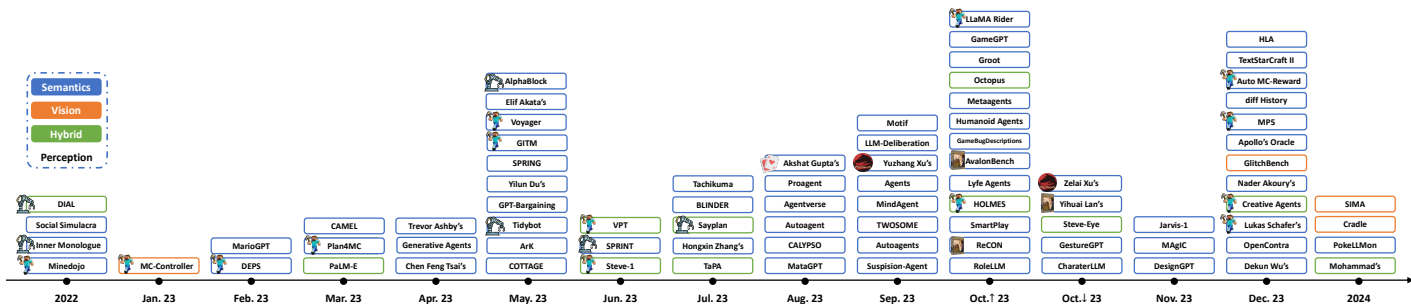 Semantics
Vision
Hybrid
Perception
DIAL
Social Simulacra
Inner Monologue
Minedojo
2022
MC-Controller
Jan. 23
MarioGPT
DEPS
Feb. 23
CAMEL
Plan4MC
PaLM-E
Mar. 23
Trevor Ashby's
Generative Agents
Chen Feng Tsai's
Apr. 23
AlphaBlock
Elif Akata's
Voyager
GITM
SPRING
Yilun Du's
GPT-Bargaining
Tidybot
ArK
COTTAGE
May. 23
VPT
SPRINT
Steve-1
Jun. 23
Tachikuma
BLINDER
Sayplan
Hongxin Zhang's
TaPA
Jul. 23
Akshat Gupta's
Proagent
Agentverse
Autoagent
CALYPSO
MataGPT
Aug. 23
Motif
LLM-Deliberation
Yuzhang Xu's
Agents
MindAgent
TWOSOME
Autoagents
Suspicion-Agent
Sep. 23
LLaMA Rider
GameGPT
Groot
Octopus
Metaagents
Humanoid Agents
GameBugDescriptions
AvalonBench
Lyfe Agents
HOLMES
SmartPlay
ReCON
RoleLLM
Oct.↑ 23
Zelai Xu's
Yihuai Lan's
Steve-Eye
GestureGPT
CharaterLLM
Oct.↓ 23
Jarvis-1
MAgIC
DesignGPT
Nov. 23
HLA
TextStarCraft II
Auto MC-Reward
diff History
MP5
Apollo's Oracle
GlitchBench
Nader Akoury's
Creative Agents
Lukas Schafer's
OpenContra
Dekun Wu's
Dec. 23
SIMA
Cradle
PokeLLMon
Mohammad's
2024